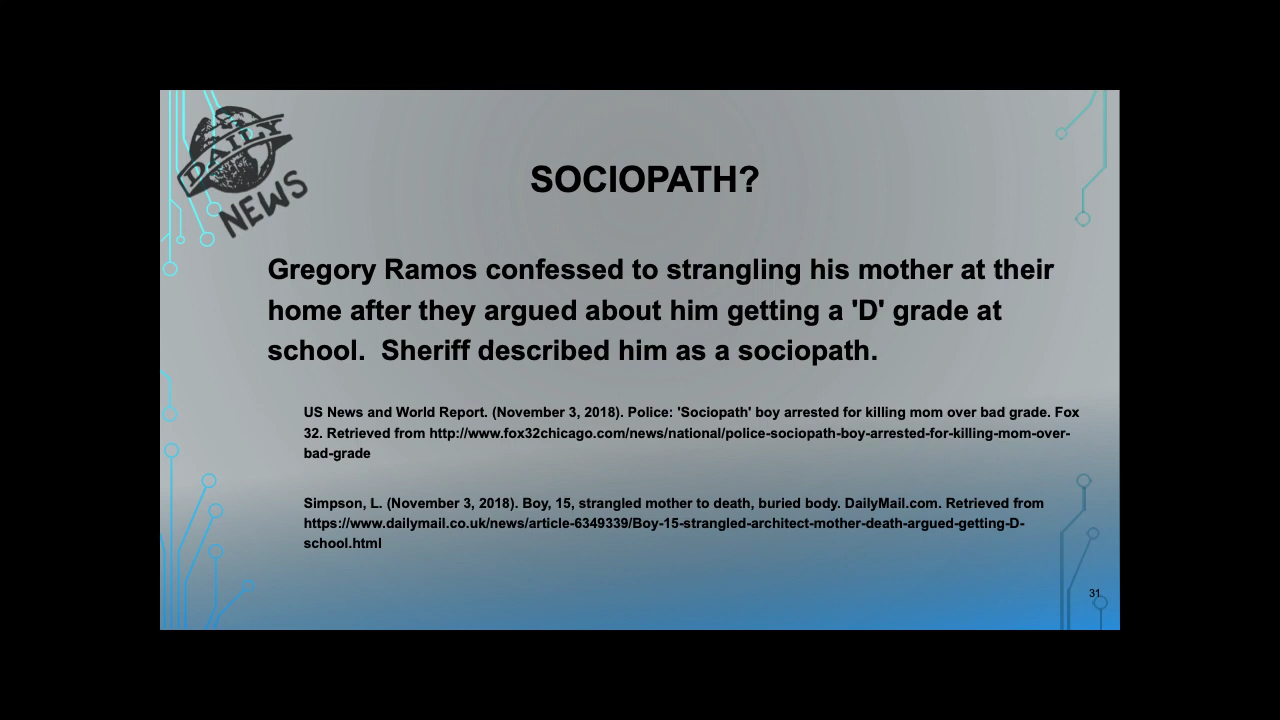 DAILY
NEWS
SOCIOPATH?
Gregory Ramos confessed to strangling his mother at their
home after they argued about him getting a 'D' grade at
school.  Sheriff described him as a sociopath.
US News and World Report. (November 3, 2018). Police: 'Sociopath' boy arrested for killing mom over bad grade. Fox
32. Retrieved from http://www.fox32chicago.com/news/national/police-sociopath-boy-arrested-for-killing-mom-over-
bad-grade
Simpson, L. (November 3, 2018). Boy, 15, strangled mother to death, buried body. DailyMail.com. Retrieved from
https://www.dailymail.co.uk/news/article-6349339/Boy-15-strangled-architect-mother-death-argued-getting-D-
school.html
31